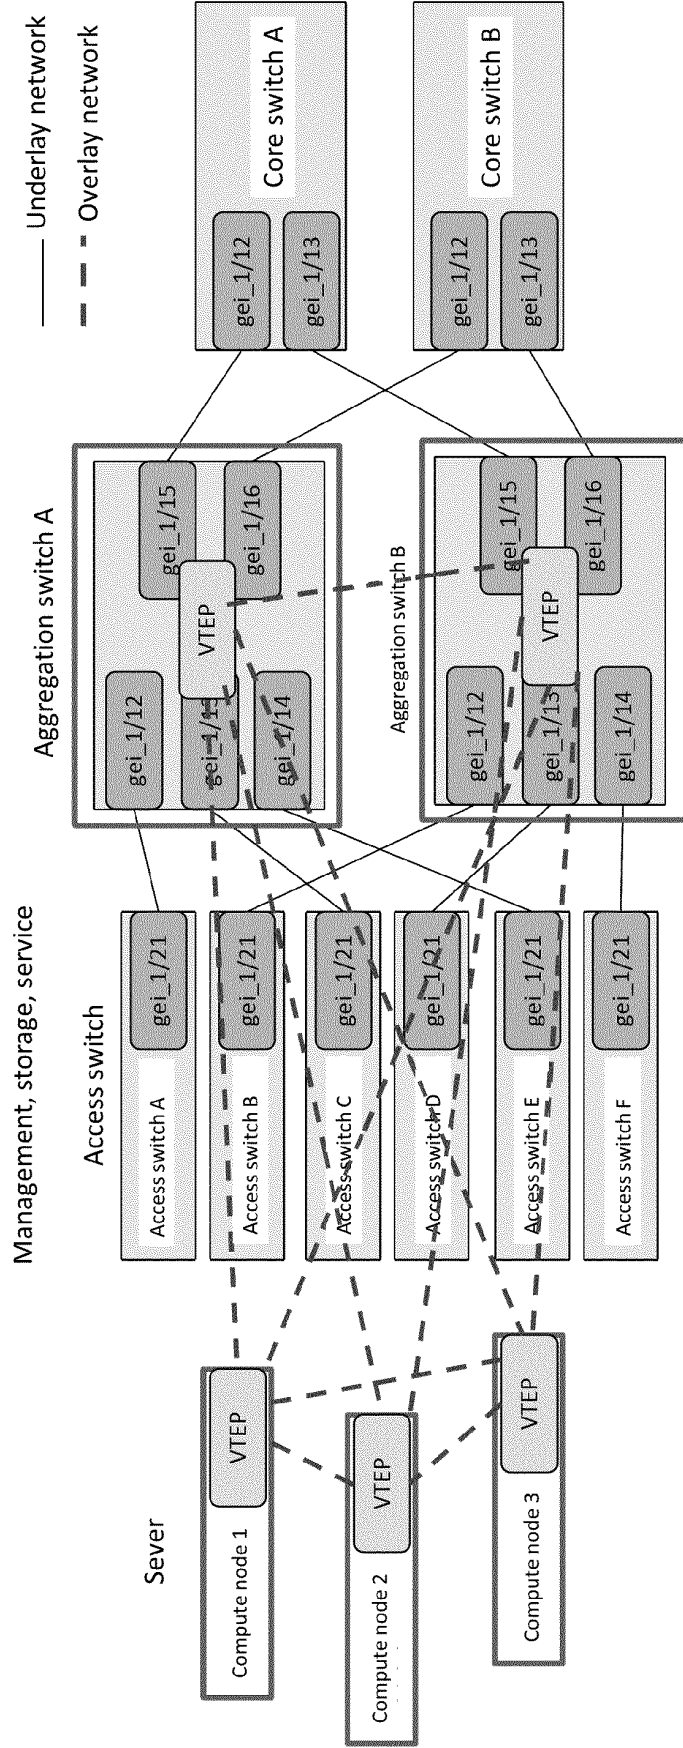 Underlay network
Overlay network
Management, storage, service
Sever
Access switch
Aggregation switch A
Compute node 1
VTEP
Compute node 2
VTEP
Compute node 3
VTEP
Access switch A
gei_1/21
Access switch B
gei_1/21
Access switch C
gei_1/21
Access switch D
gei_1/21
Access switch E
gei_1/21
Access switch F
gei_1/21
gei_1/12
gei_1/13
gei_1/14
VTEP
gei_1/15
gei_1/16
Aggregation switch B
gei_1/12
gei_1/13
gei_1/14
VTEP
gei_1/15
gei_1/16
gei_1/12
gei_1/13
Core switch A
gei_1/12
gei_1/13
Core switch B